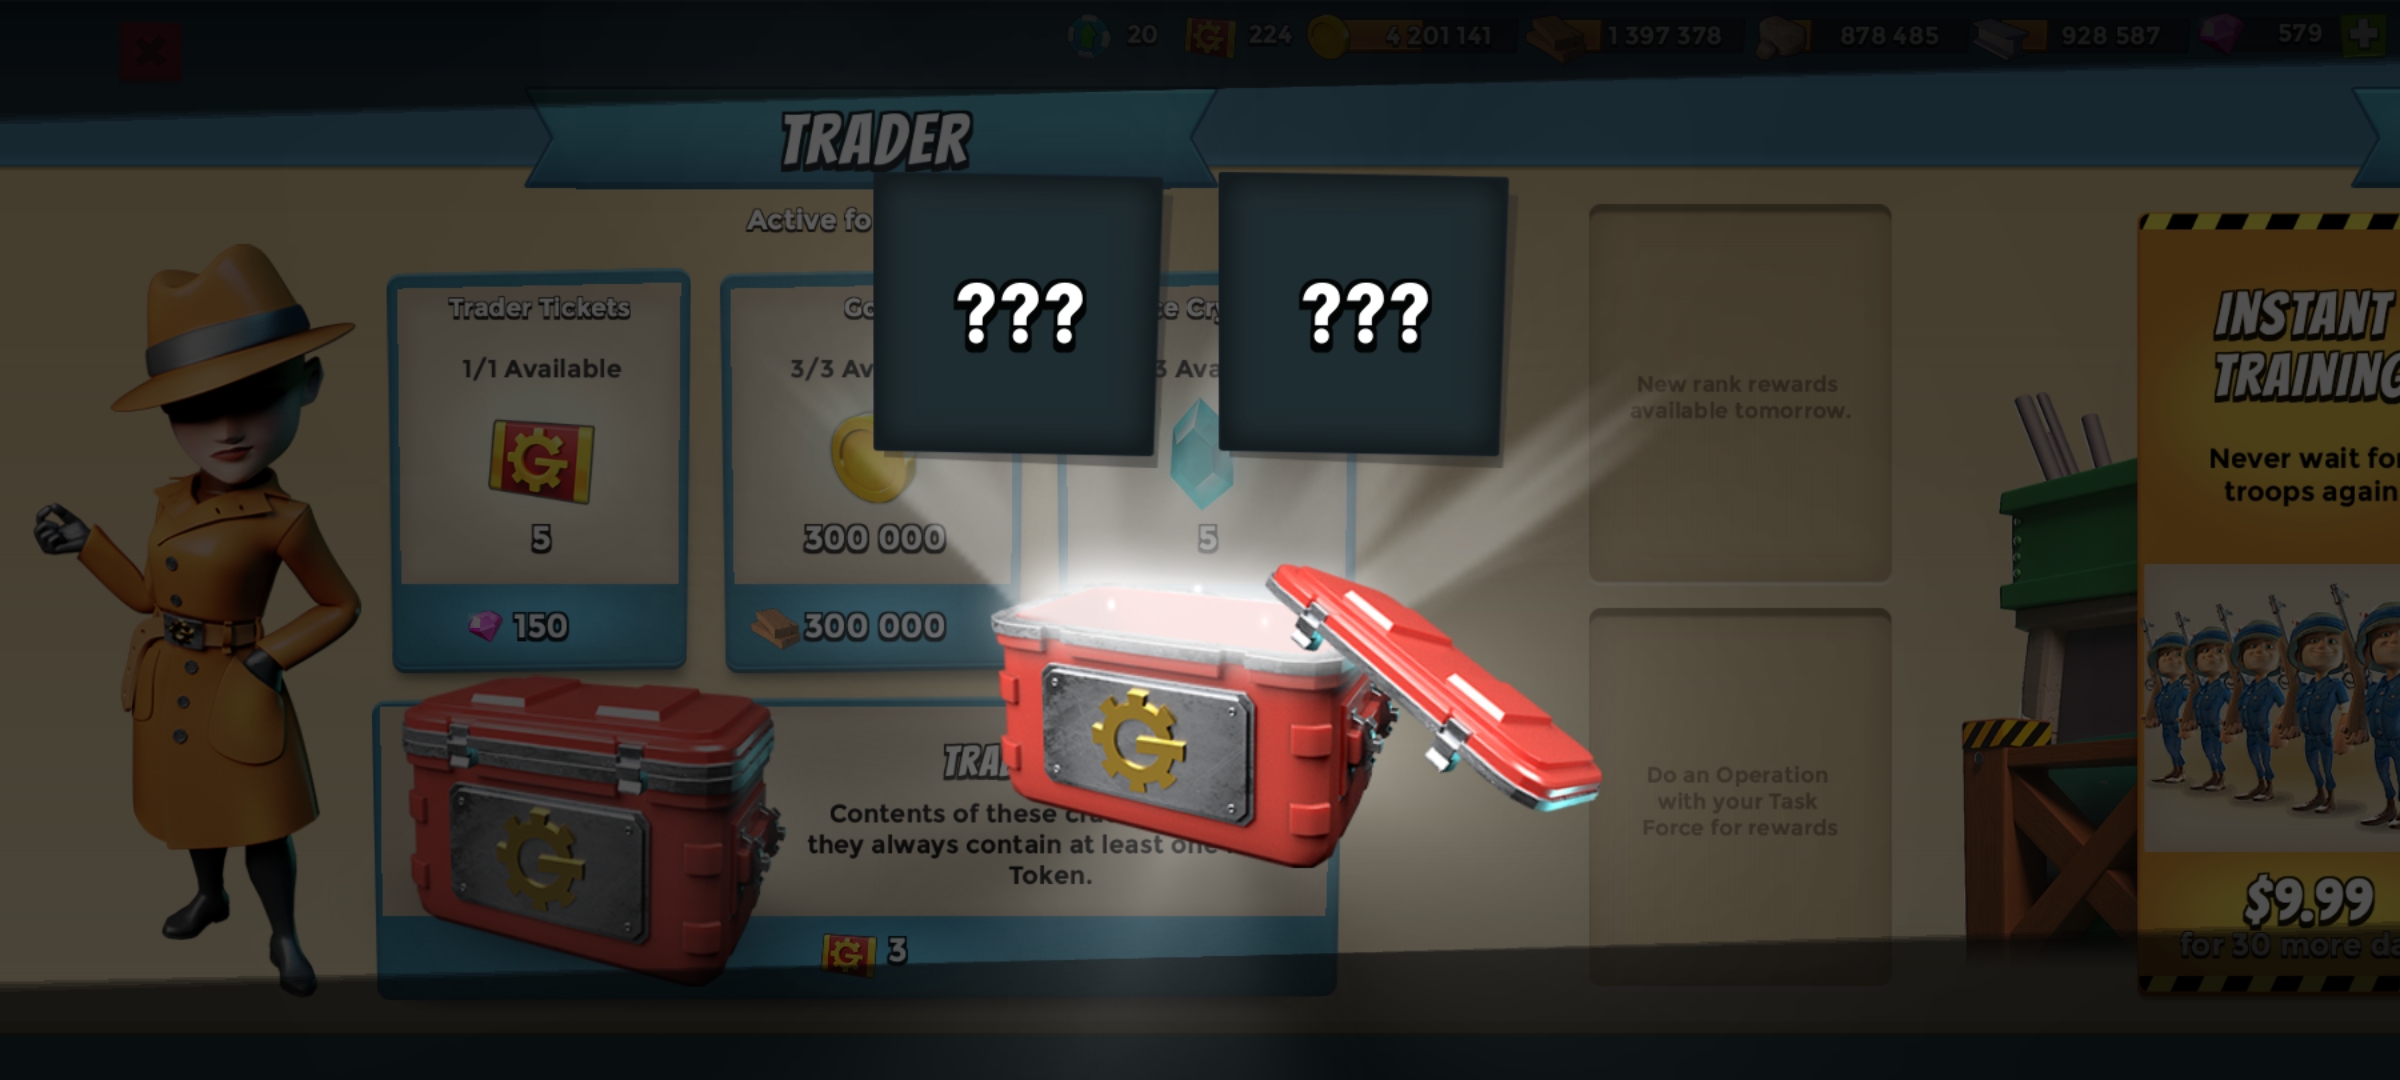 20 224 4 201 141 1 397 378 878 485 928 587 579
TRADER
Active fo
Trader Tickets
1/1 Available
5
150
3/3 Av
300 000
300 000
5
???
???
New rank rewards
available tomorrow.
Contents of these
they always contain at least one
Token.
3
Do an Operation
with your Task
Force for rewards
INSTANT
TRAINING
Never wait for
troops again
$9.99
for 30 more da